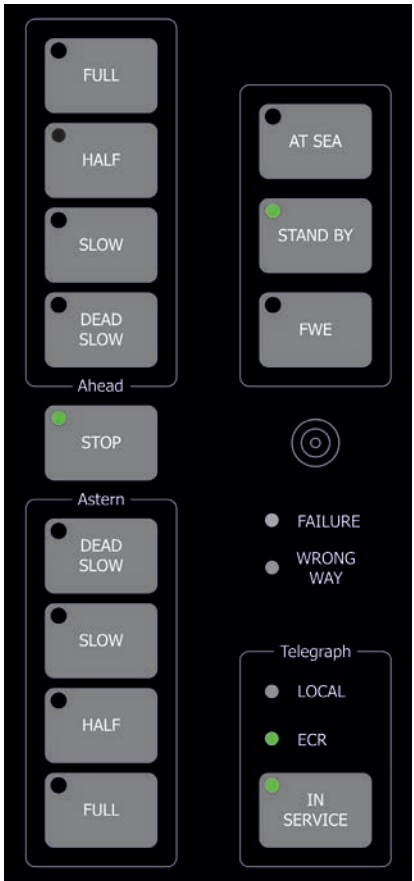 FULL
HALF
SLOW
DEAD
SLOW
Ahead
STOP
Astern
DEAD
SLOW
SLOW
HALF
FULL
AT SEA
STAND BY
FWE
FAILURE
WRONG
WAY
Telegraph
LOCAL
ECR
IN
SERVICE